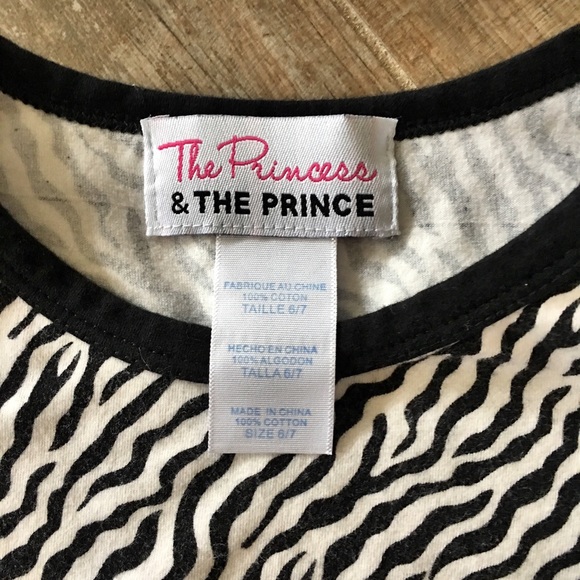 The Princess
& THE PRINCE
FABRIQUE AU CHINE
100% COTON
TAILLE 6/7
HECHO EN CHINA
100% ALGODON
TALLA 6/7
MADE IN CHINA
100% COTTON
SIZE 6/7